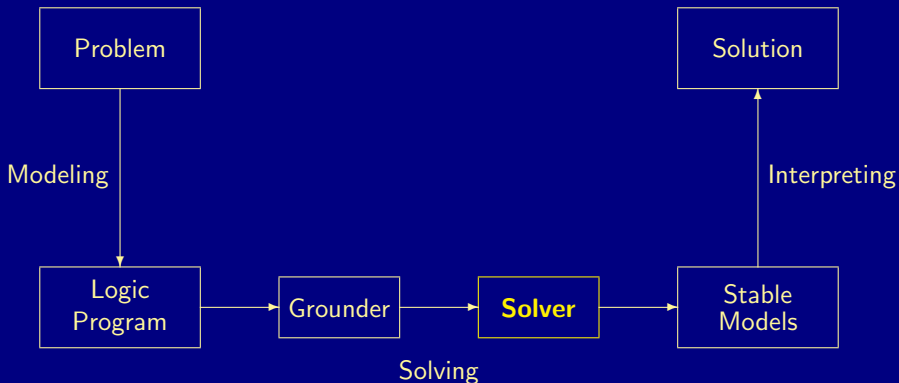 Problem
Solution
Modeling
Interpreting
Logic
Program
Grounder
Solver
Stable
Models
Solving